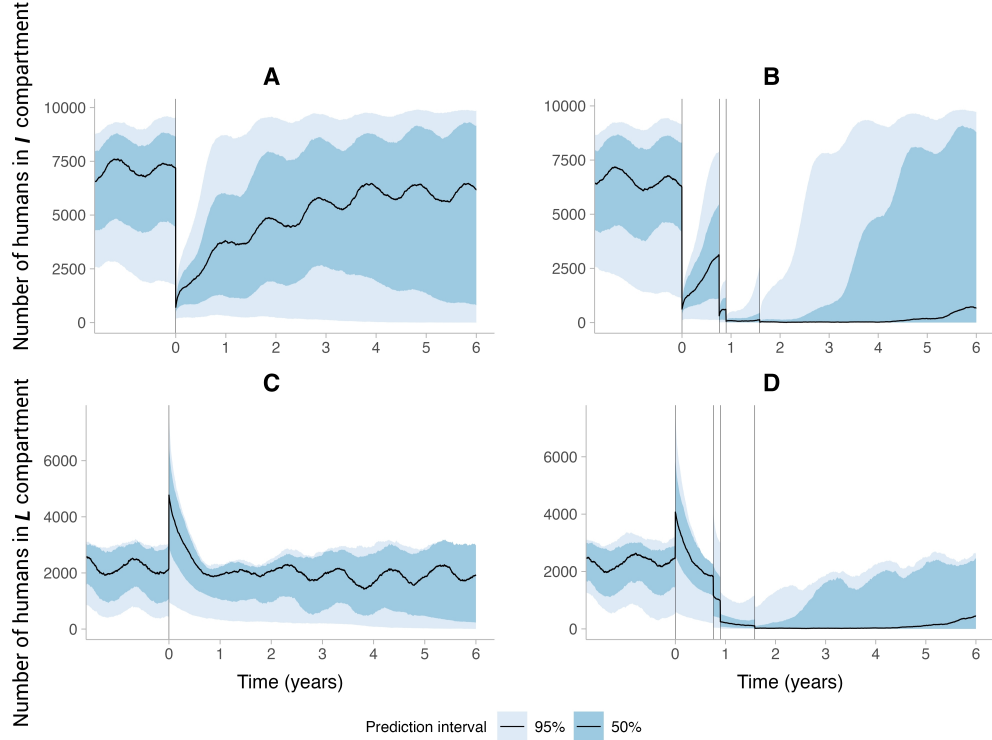 A
B
Number of humans in I compartment
10000
7500
5000
2500
0
0 1 2 3 4 5 6
10000
7500
5000
2500
0
0 1 2 3 4 5 6
C
D
Number of humans in L compartment
6000
4000
2000
0
0 1 2 3 4 5 6
Time (years)
6000
4000
2000
0
0 1 2 3 4 5 6
Time (years)
Prediction interval 95% 50%